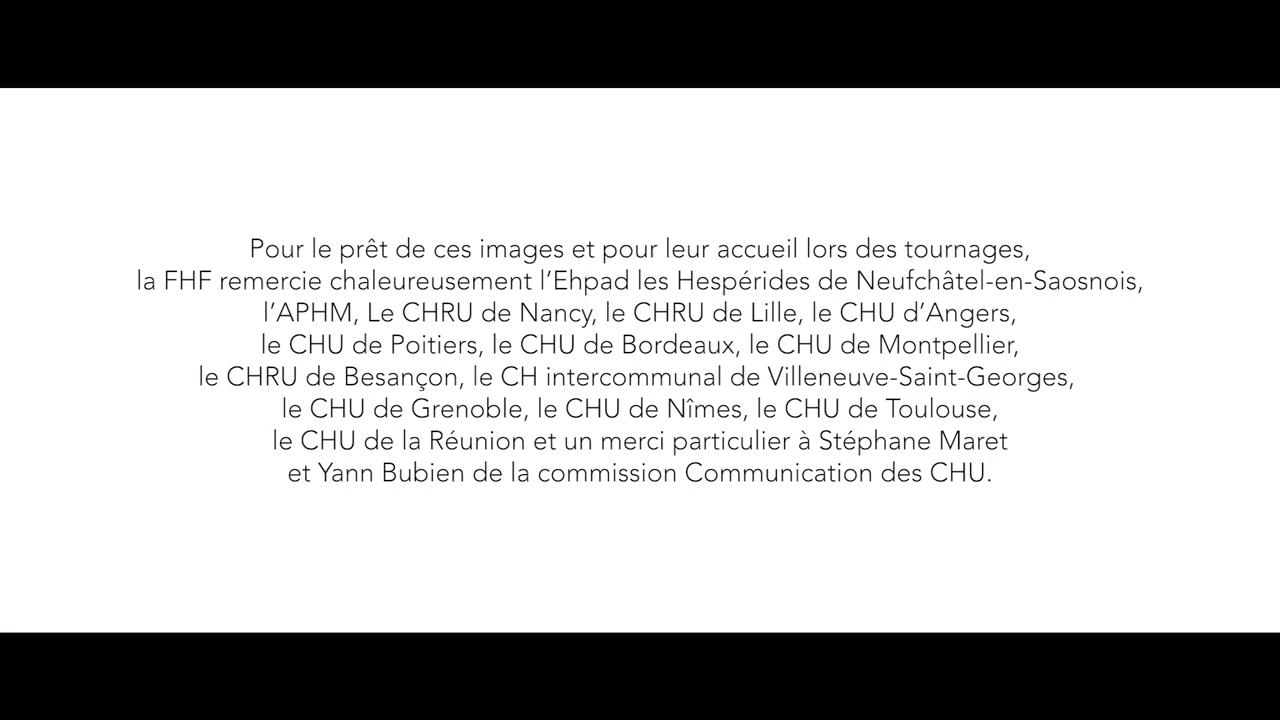 Pour le prêt de ces images et pour leur accueil lors des tournages,
la FHF remercie chaleureusement l’Ehpad les Hespérides de Neufchâtel-en-Saosnois,
l’APHM, Le CHRU de Nancy, le CHRU de Lille, le CHU d’Angers,
le CHU de Poitiers, le CHU de Bordeaux, le CHU de Montpellier,
le CHRU de Besançon, le CH intercommunal de Villeneuve-Saint-Georges,
le CHU de Grenoble, le CHU de Nîmes, le CHU de Toulouse,
le CHU de la Réunion et un merci particulier à Stéphane Maret
et Yann Bubien de la commission Communication des CHU.